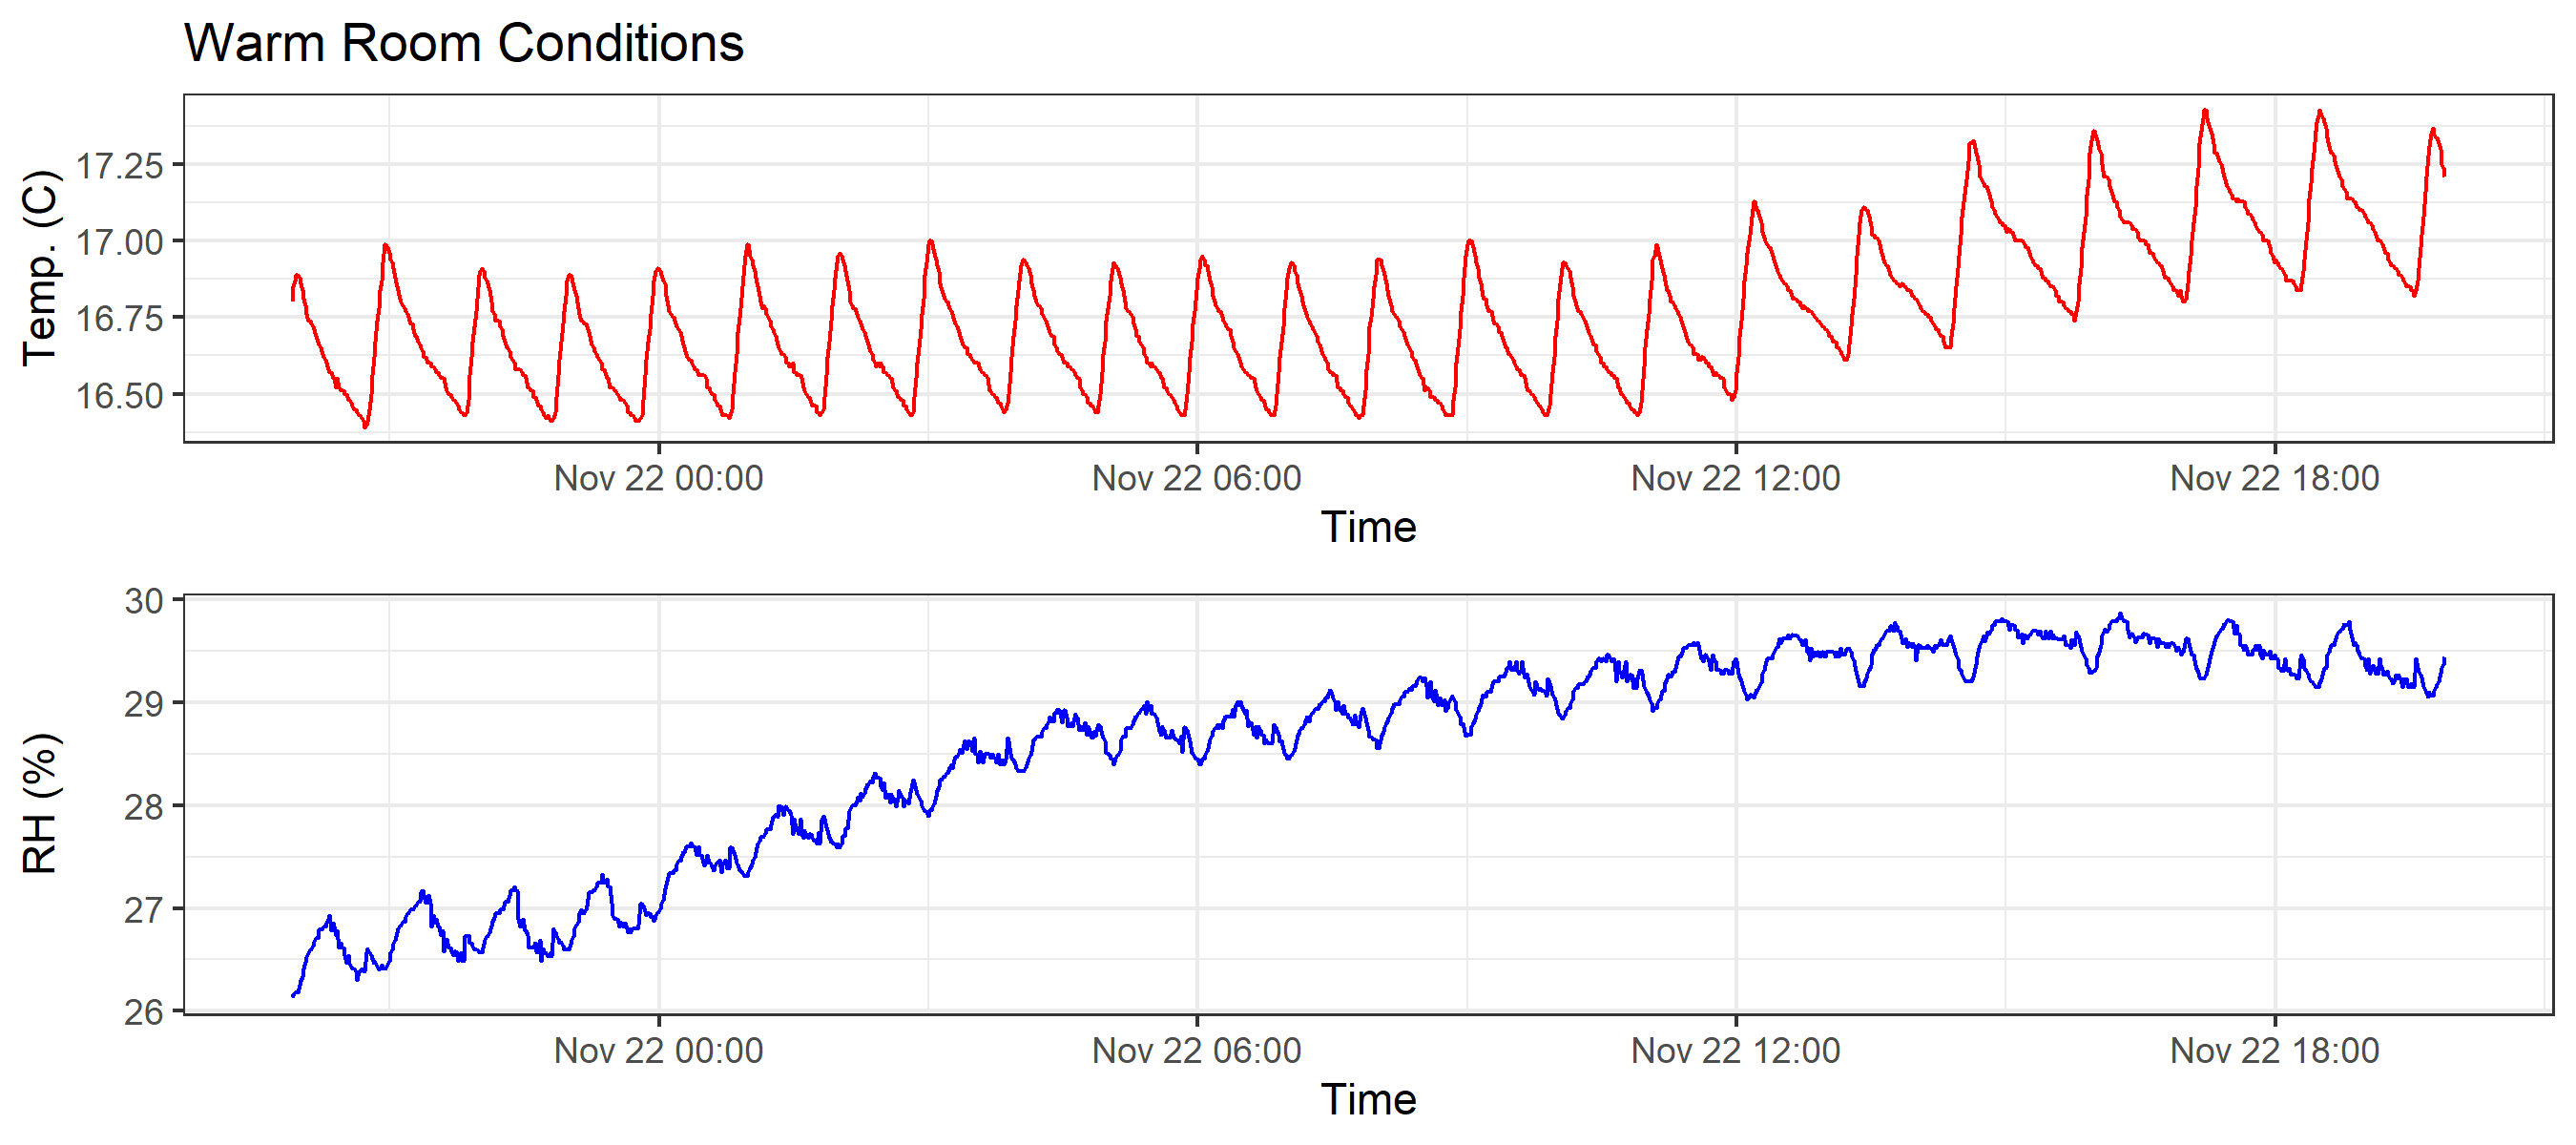 Warm Room Conditions
Temp. (C)
17.25
17.00
16.75
16.50
Nov 22 00:00 Nov 22 06:00 Nov 22 12:00 Nov 22 18:00
Time
RH (%)
30
29
28
27
26
Nov 22 00:00 Nov 22 06:00 Nov 22 12:00 Nov 22 18:00
Time